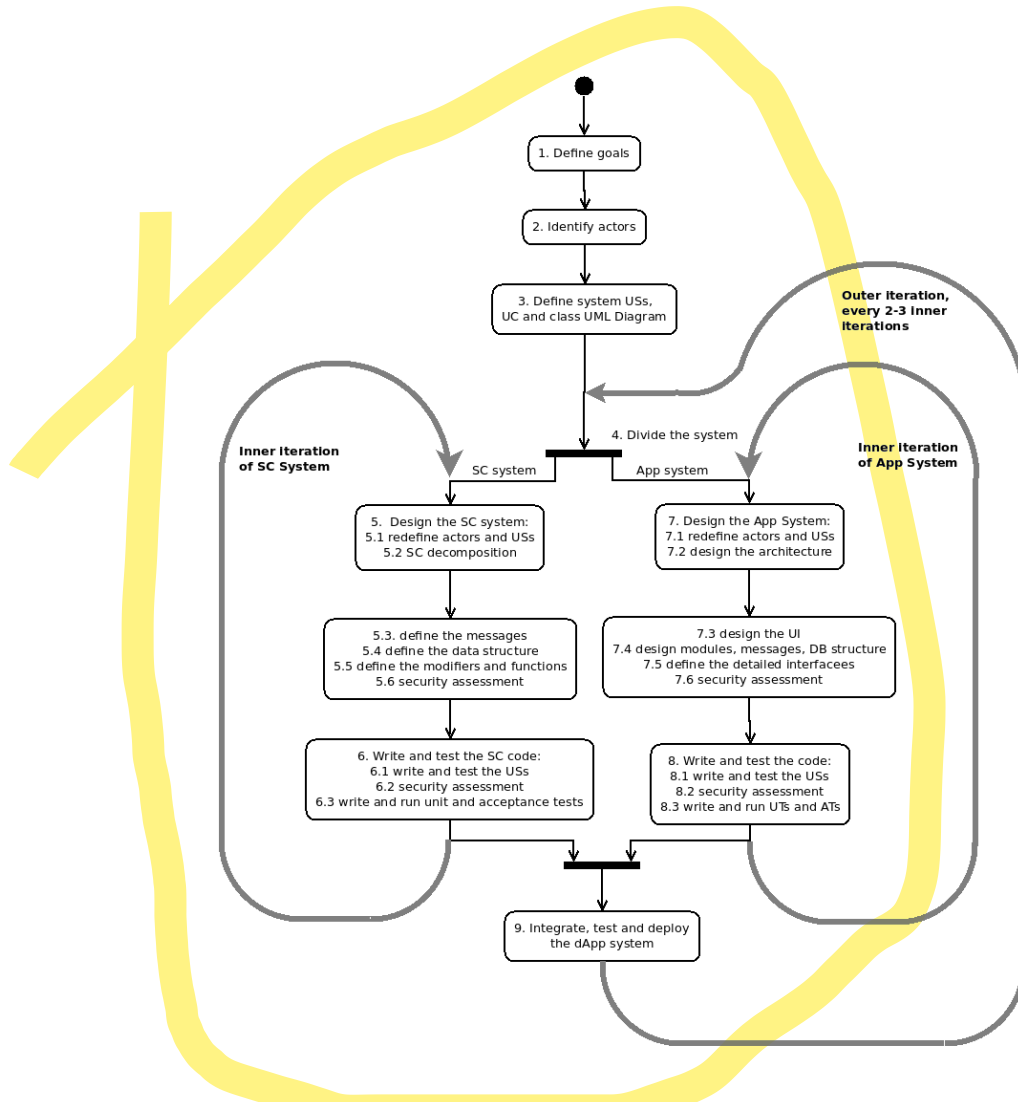 1. Define goals
2. Identify actors
3. Define system USs,
UC and class UML Diagram
Outer iteration,
every 2-3 inner
iterations
4. Divide the system
Inner iteration
of SC System
SC system
App system
Inner iteration
of App System
5.  Design the SC system:
5.1 redefine actors and USs
5.2 SC decomposition
7. Design the App System:
7.1 redefine actors and USs
7.2 design the architecture
5.3. define the messages
5.4 define the data structure
5.5 define the modifiers and functions
5.6 security assessment
7.3 design the UI
7.4 design modules, messages, DB structure
7.5 define the detailed interfacees
7.6 security assessment
6. Write and test the SC code:
6.1 write and test the USs
6.2 security assessment
6.3 write and run unit and acceptance tests
8. Write and test the code:
8.1 write and test the USs
8.2 security assessment
8.3 write and run UTs and ATs
9. Integrate, test and deploy
the dApp system